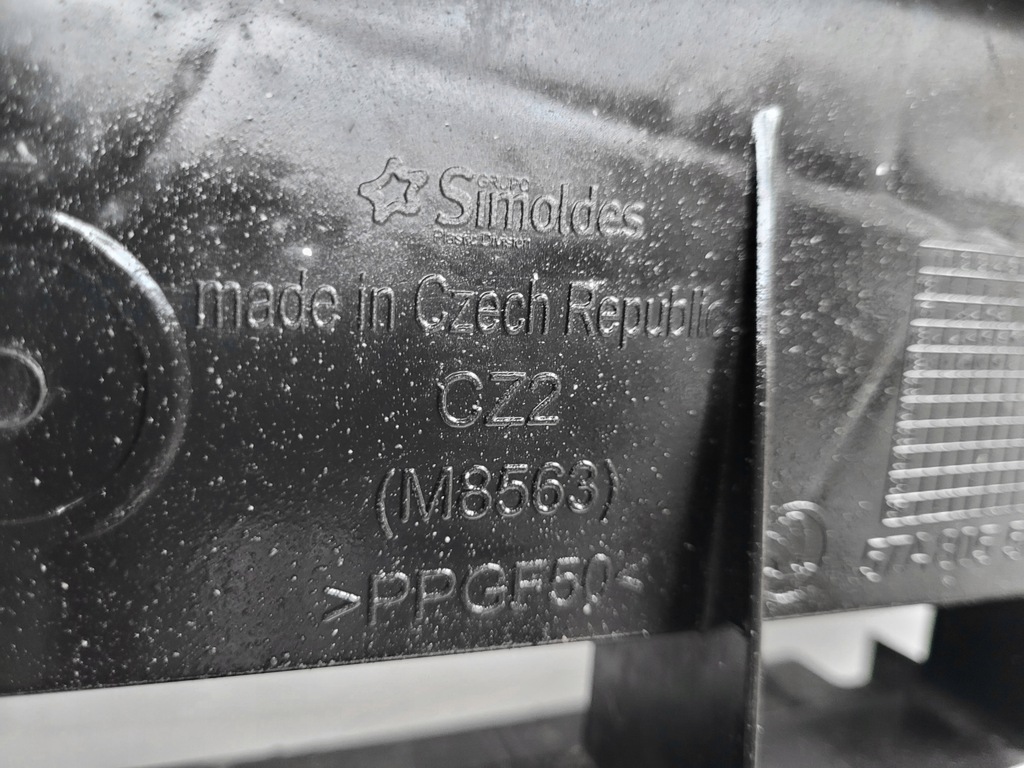 GRUPO
Simoldes
Plastic Division
made in Czech Republic
CZ2
(M8563)
>PPGF50<